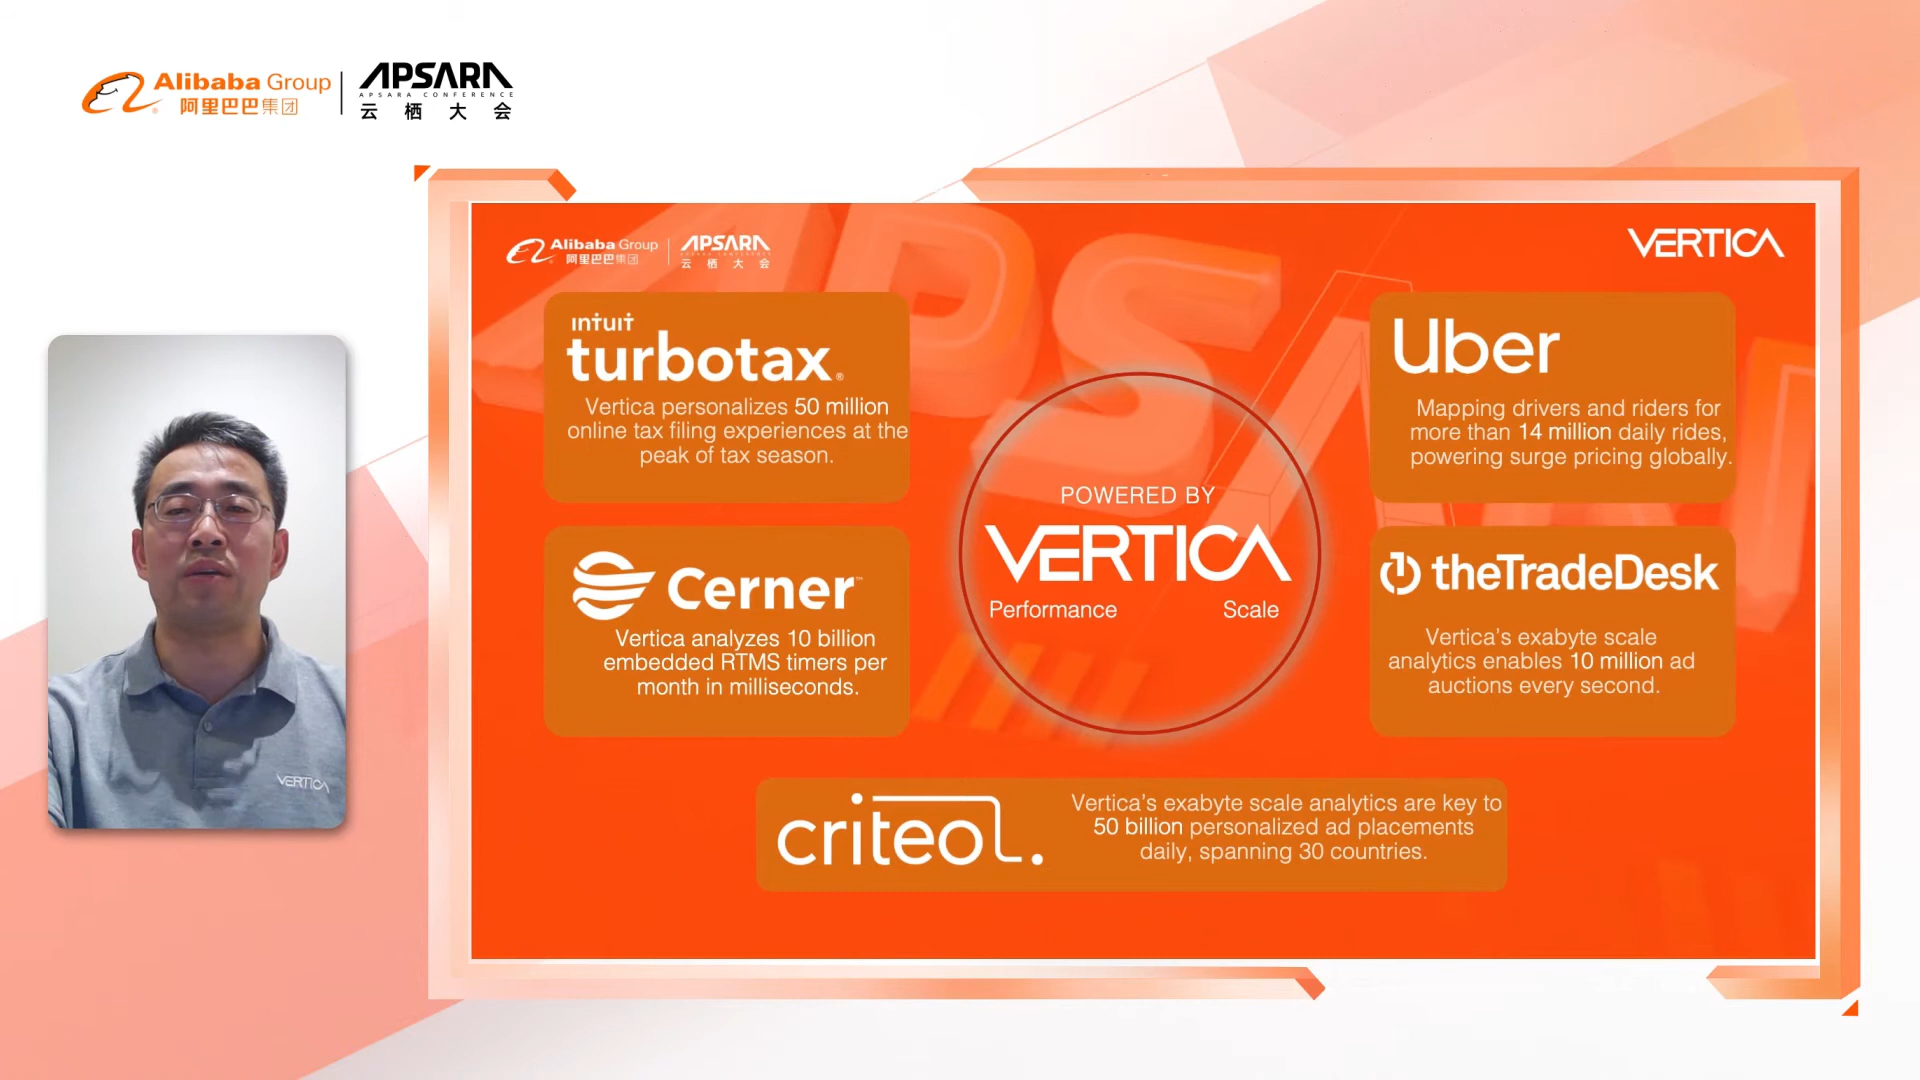 Alibaba Group
阿里巴巴集团
APSARA
APSARA CONFERENCE
云栖大会
Alibaba Group
阿里巴巴集团
APSARA
云栖大会
VERTICA
INTUIT
turbotax®
Vertica personalizes 50 million
online tax filing experiences at the
peak of tax season.
Uber
Mapping drivers and riders for
more than 14 million daily rides,
powering surge pricing globally.
POWERED BY
VERTICA
Performance Scale
Cerner™
Vertica analyzes 10 billion
embedded RTMS timers per
month in milliseconds.
theTradeDesk
Vertica's exabyte scale
analytics enables 10 million ad
auctions every second.
criteo.
Vertica's exabyte scale analytics are key to
50 billion personalized ad placements
daily, spanning 30 countries.
VERTICA